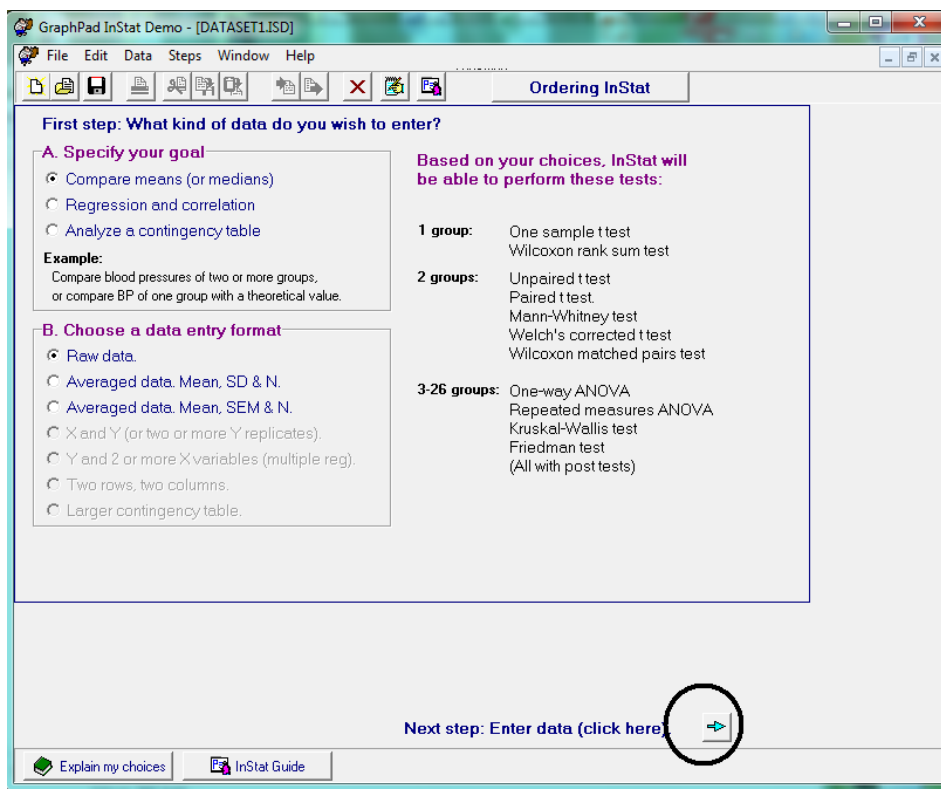 GraphPad InStat Demo - [DATASET1.ISD]
File Edit Data Steps Window Help
Ordering InStat
First step: What kind of data do you wish to enter?
A. Specify your goal
Compare means (or medians)
Regression and correlation
Analyze a contingency table
Example:
Compare blood pressures of two or more groups,
or compare BP of one group with a theoretical value.
B. Choose a data entry format
Raw data.
Averaged data. Mean, SD & N.
Averaged data. Mean, SEM & N.
X and Y (or two or more Y replicates).
Y and 2 or more X variables (multiple reg).
Two rows, two columns.
Larger contingency table.
Based on your choices, InStat will
be able to perform these tests:
1 group: One sample t test
Wilcoxon rank sum test
2 groups: Unpaired t test
Paired t test.
Mann-Whitney test
Welch's corrected t test
Wilcoxon matched pairs test
3-26 groups: One-way ANOVA
Repeated measures ANOVA
Kruskal-Wallis test
Friedman test
(All with post tests)
Next step: Enter data (click here)
Explain my choices InStat Guide